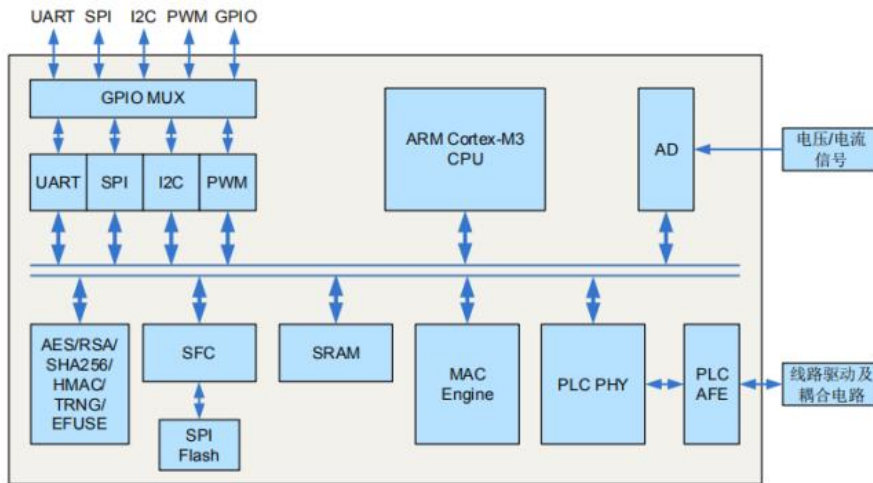 UART SPI I2C PWM GPIO
GPIO MUX
UART SPI I2C PWM
ARM Cortex-M3
CPU
AD
电压/电流
信号
AES/RSA/
SHA256/
HMAC/
TRNG/
EFUSE
SFC
SPI
Flash
SRAM
MAC
Engine
PLC PHY
PLC
AFE
线路驱动及
耦合电路